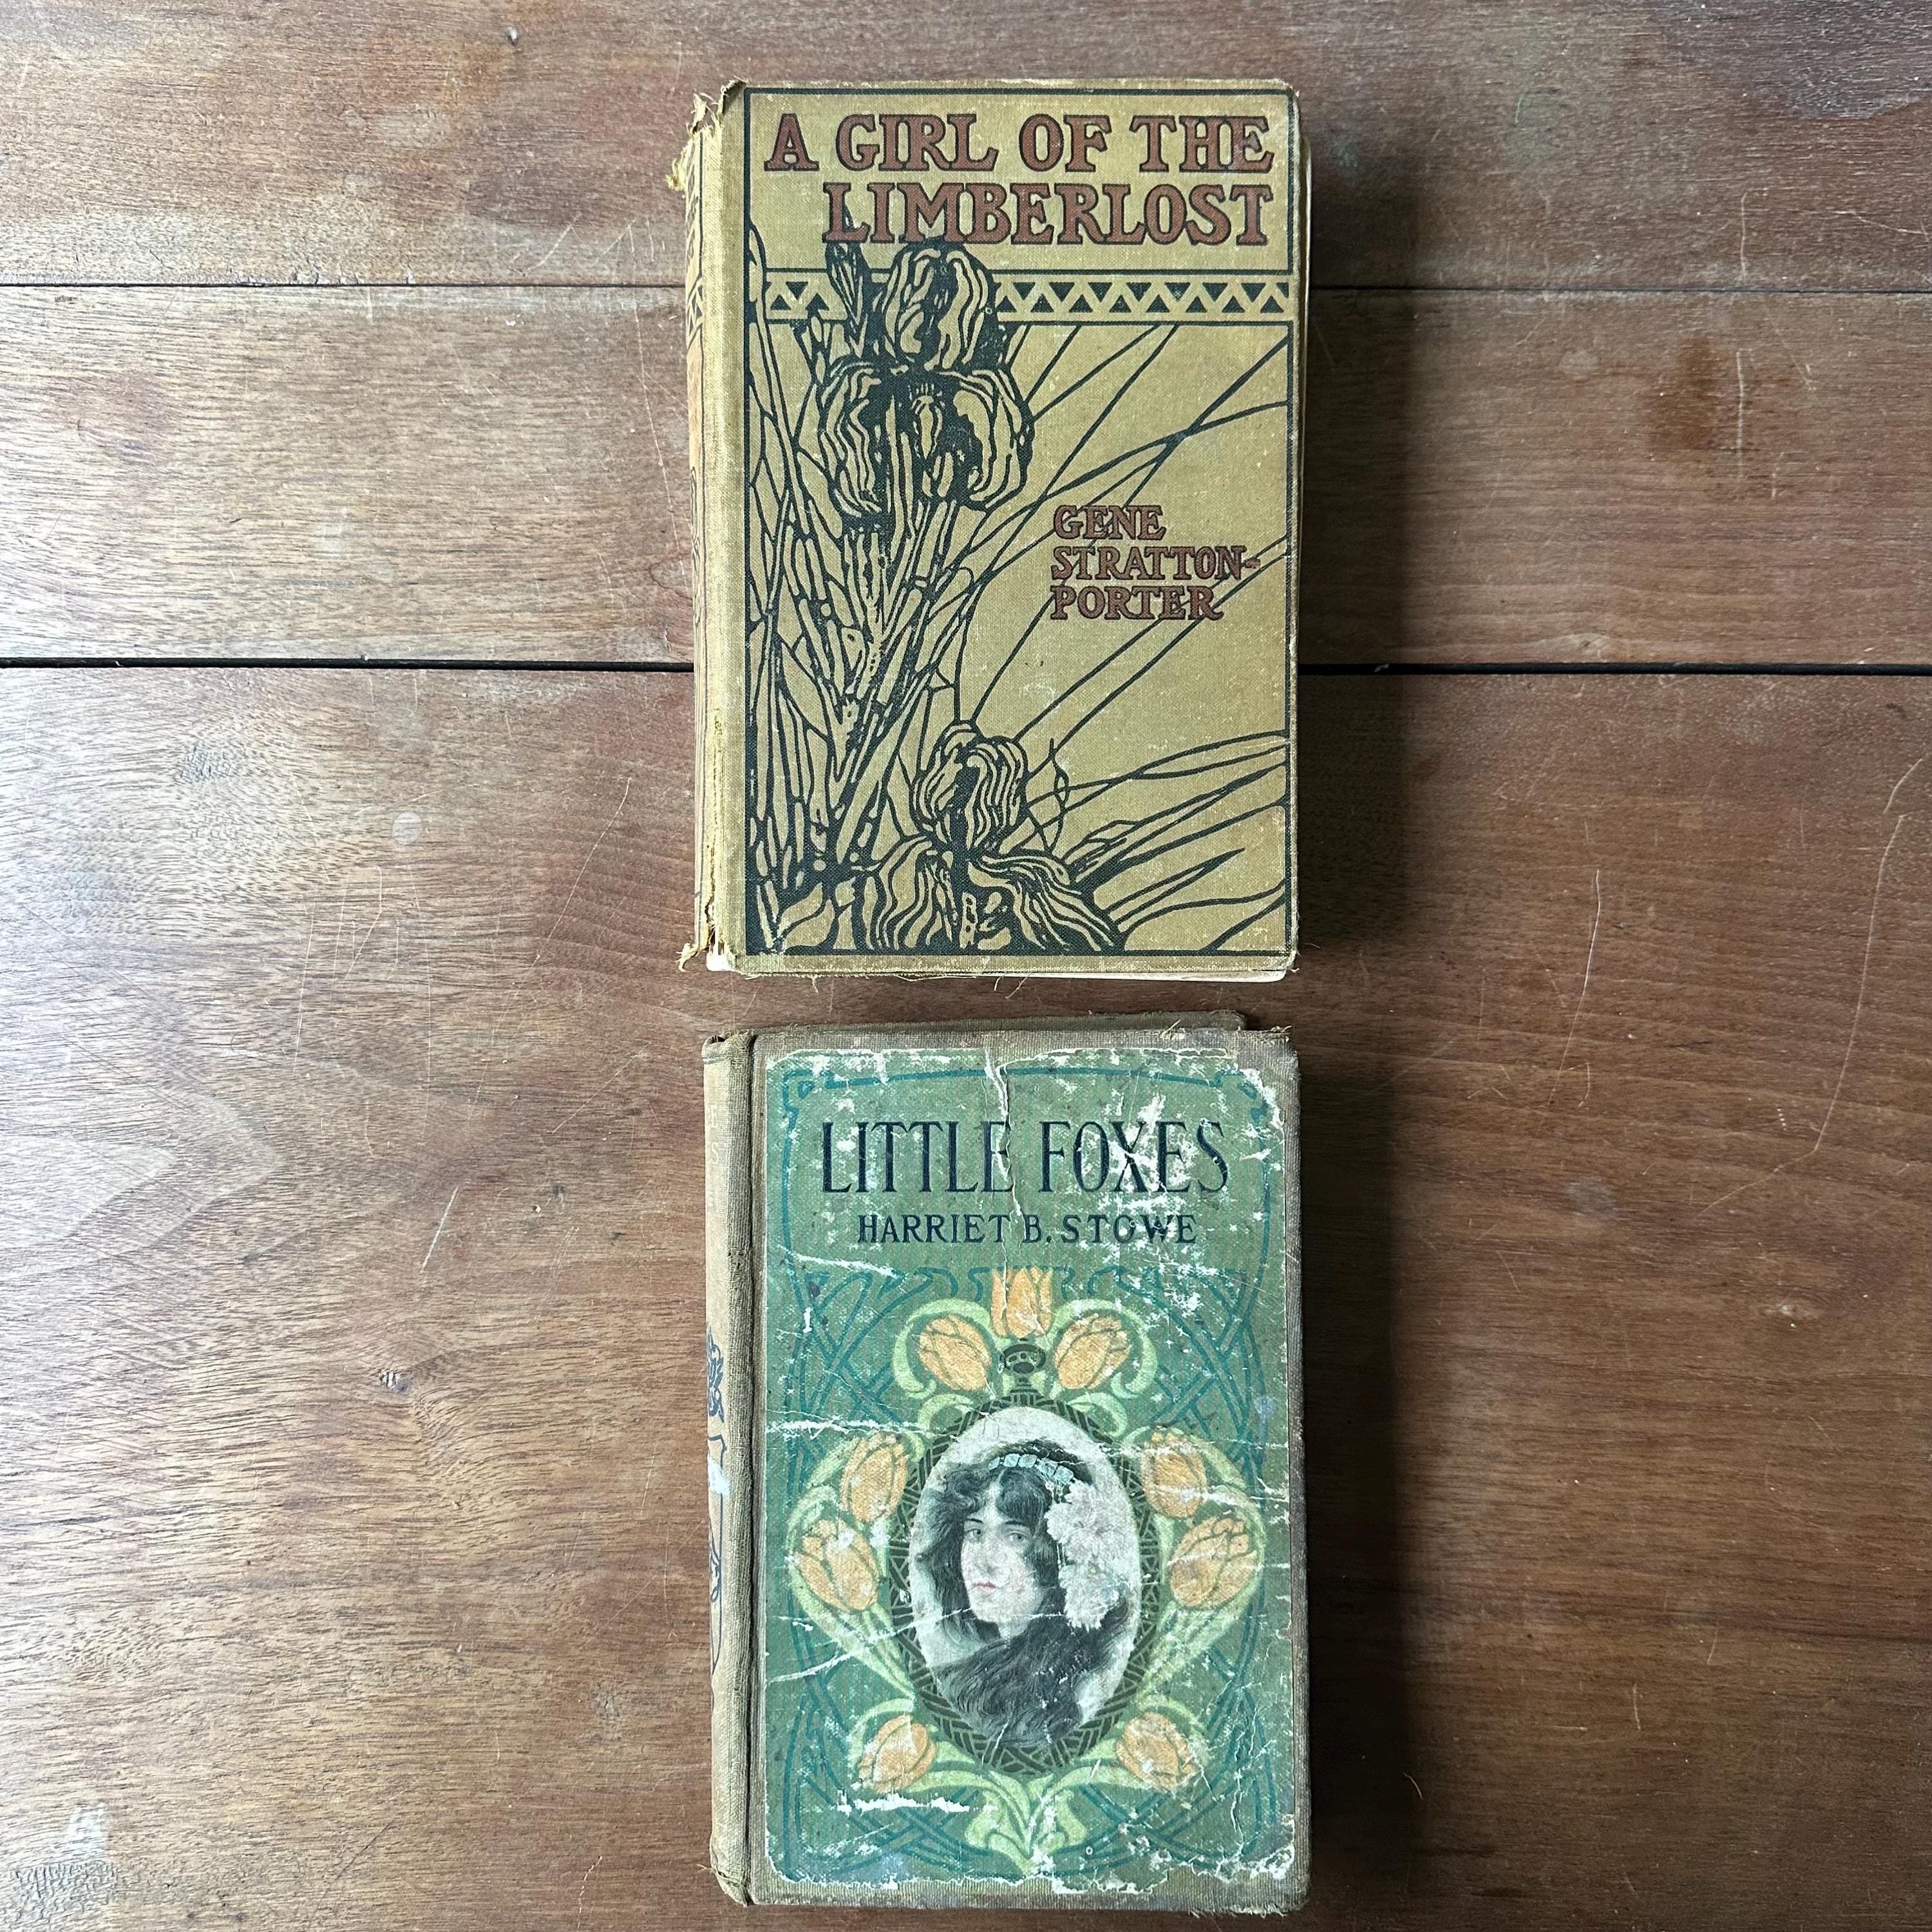 A GIRL OF THE
LIMBERLOST
GENE
STRATTON-
PORTER
LITTLE FOXES
HARRIET B. STOWE